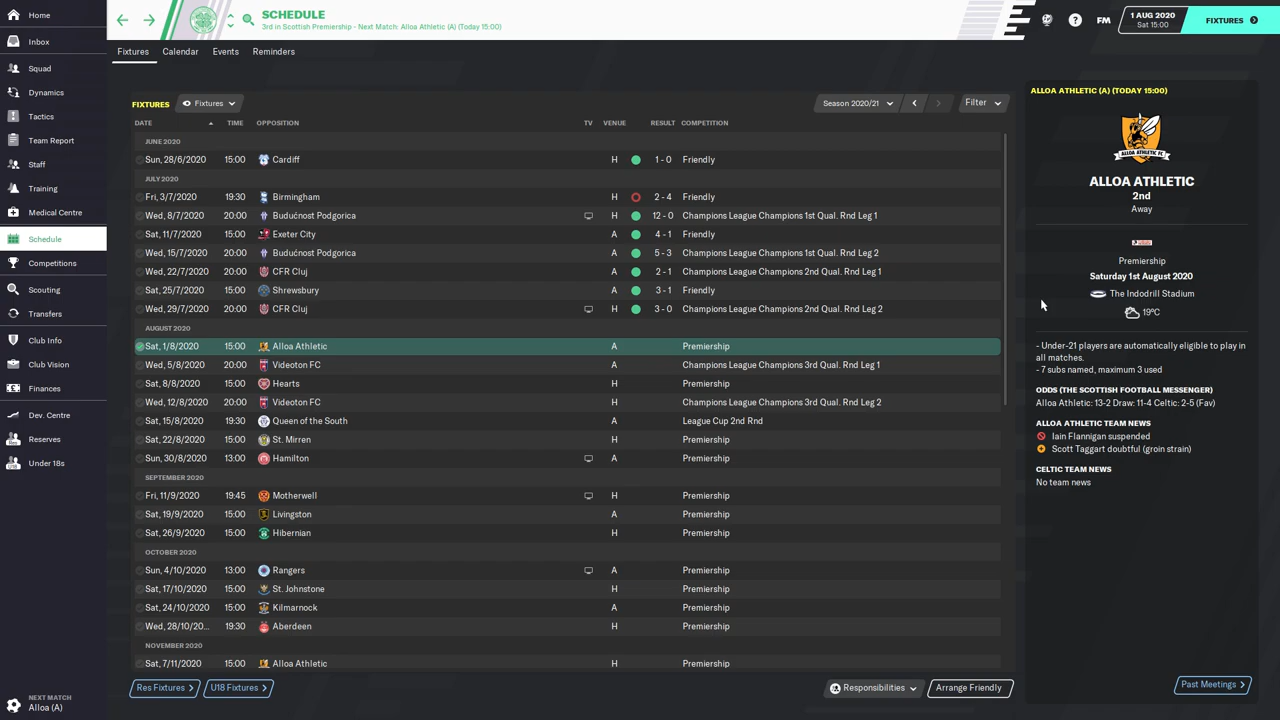 Home
Inbox
Squad
Dynamics
Tactics
Team Report
Staff
Training
Medical Centre
Schedule
Competitions
Scouting
Transfers
Club Info
Club Vision
Finances
Dev. Centre
Reserves
Under 18s
NEXT MATCH
Alloa (A)
SCHEDULE
3rd in Scottish Premiership - Next Match: Alloa Athletic (A) (Today 15:00)
FM
1 AUG 2020
Sat 15:00
FIXTURES
Fixtures Calendar Events Reminders
FIXTURES Fixtures Season 2020/21 Filter
DATE TIME OPPOSITION TV VENUE RESULT COMPETITION
JUNE 2020
Sun, 28/6/2020 15:00 Cardiff H 1 - 0 Friendly
JULY 2020
Fri, 3/7/2020 19:30 Birmingham H 2 - 4 Friendly
Wed, 8/7/2020 20:00 Budućnost Podgorica H 12 - 0 Champions League Champions 1st Qual. Rnd Leg 1
Sat, 11/7/2020 15:00 Exeter City A 4 - 1 Friendly
Wed, 15/7/2020 20:00 Budućnost Podgorica A 5 - 3 Champions League Champions 1st Qual. Rnd Leg 2
Wed, 22/7/2020 20:00 CFR Cluj A 2 - 1 Champions League Champions 2nd Qual. Rnd Leg 1
Sat, 25/7/2020 15:00 Shrewsbury A 3 - 1 Friendly
Wed, 29/7/2020 20:00 CFR Cluj H 3 - 0 Champions League Champions 2nd Qual. Rnd Leg 2
AUGUST 2020
Sat, 1/8/2020 15:00 Alloa Athletic A Premiership
Wed, 5/8/2020 20:00 Videoton FC A Champions League Champions 3rd Qual. Rnd Leg 1
Sat, 8/8/2020 15:00 Hearts H Premiership
Wed, 12/8/2020 20:00 Videoton FC H Champions League Champions 3rd Qual. Rnd Leg 2
Sat, 15/8/2020 19:30 Queen of the South A League Cup 2nd Rnd
Sat, 22/8/2020 15:00 St. Mirren H Premiership
Sun, 30/8/2020 13:00 Hamilton A Premiership
SEPTEMBER 2020
Fri, 11/9/2020 19:45 Motherwell H Premiership
Sat, 19/9/2020 15:00 Livingston A Premiership
Sat, 26/9/2020 15:00 Hibernian H Premiership
OCTOBER 2020
Sun, 4/10/2020 13:00 Rangers A Premiership
Sat, 17/10/2020 15:00 St. Johnstone H Premiership
Sat, 24/10/2020 15:00 Kilmarnock A Premiership
Wed, 28/10/20... 19:30 Aberdeen H Premiership
NOVEMBER 2020
Sat, 7/11/2020 15:00 Alloa Athletic H Premiership
Res Fixtures U18 Fixtures Responsibilities Arrange Friendly
ALLOA ATHLETIC (A) (TODAY 15:00)
ALLOA ATHLETIC FC
ALLOA ATHLETIC
2nd
Away
Premiership
Saturday 1st August 2020
The Indodrill Stadium
19°C
- Under-21 players are automatically eligible to play in
all matches.
- 7 subs named, maximum 3 used
ODDS (THE SCOTTISH FOOTBALL MESSENGER)
Alloa Athletic: 13-2 Draw: 11-4 Celtic: 2-5 (Fav)
ALLOA ATHLETIC TEAM NEWS
Iain Flannigan suspended
Scott Taggart doubtful (groin strain)
CELTIC TEAM NEWS
No team news
Past Meetings